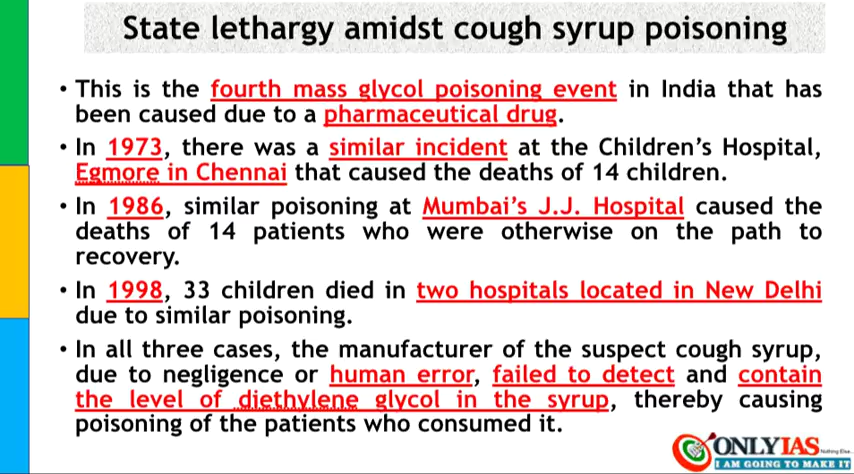 State lethargy amidst cough syrup poisoning
• This is the fourth mass glycol poisoning event in India that has
been caused due to a pharmaceutical drug.
• In 1973, there was a similar incident at the Children’s Hospital,
Egmore in Chennai that caused the deaths of 14 children.
• In 1986, similar poisoning at Mumbai’s J.J. Hospital caused the
deaths of 14 patients who were otherwise on the path to
recovery.
• In 1998, 33 children died in two hospitals located in New Delhi
due to similar poisoning.
• In all three cases, the manufacturer of the suspect cough syrup,
due to negligence or human error, failed to detect and contain
the level of diethylene glycol in the syrup, thereby causing
poisoning of the patients who consumed it.
ONLYIAS Nothing Else..
I AM GOING TO MAKE IT